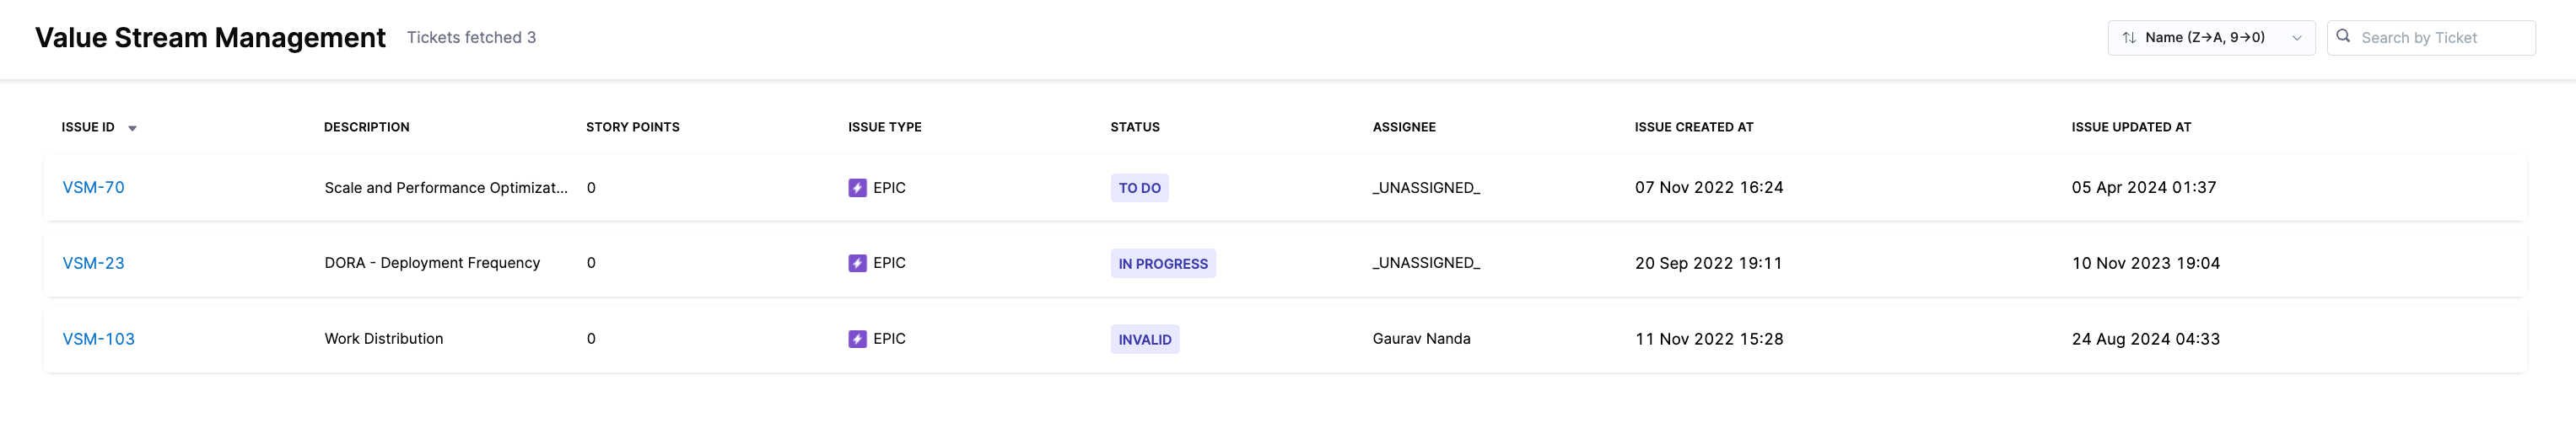 Value Stream Management Tickets fetched 3 Name (Z→A, 9→0) Search by Ticket
ISSUE ID DESCRIPTION STORY POINTS ISSUE TYPE STATUS ASSIGNEE ISSUE CREATED AT ISSUE UPDATED AT
VSM-70 Scale and Performance Optimizat... 0 EPIC TO DO _UNASSIGNED_ 07 Nov 2022 16:24 05 Apr 2024 01:37
VSM-23 DORA - Deployment Frequency 0 EPIC IN PROGRESS _UNASSIGNED_ 20 Sep 2022 19:11 10 Nov 2023 19:04
VSM-103 Work Distribution 0 EPIC INVALID Gaurav Nanda 11 Nov 2022 15:28 24 Aug 2024 04:33